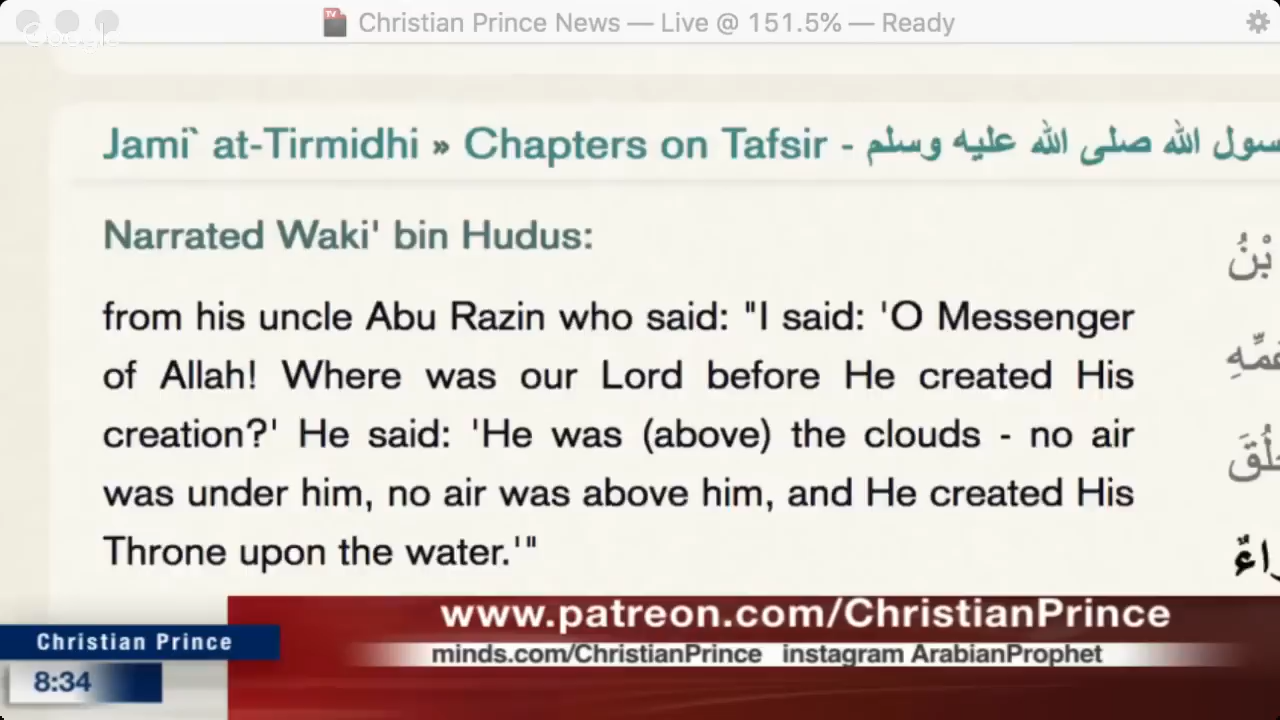 Christian Prince News — Live @ 151.5% — Ready
Google
Jami` at-Tirmidhi » Chapters on Tafsir - سول الله صلى الله عليه وسلم
Narrated Waki' bin Hudus:
from his uncle Abu Razin who said: "I said: 'O Messenger
of Allah! Where was our Lord before He created His
creation?' He said: 'He was (above) the clouds - no air
was under him, no air was above him, and He created His
Throne upon the water.'"
بْنُ
www.patreon.com/ChristianPrince
Christian Prince
minds.com/ChristianPrince instagram ArabianProphet
8:34